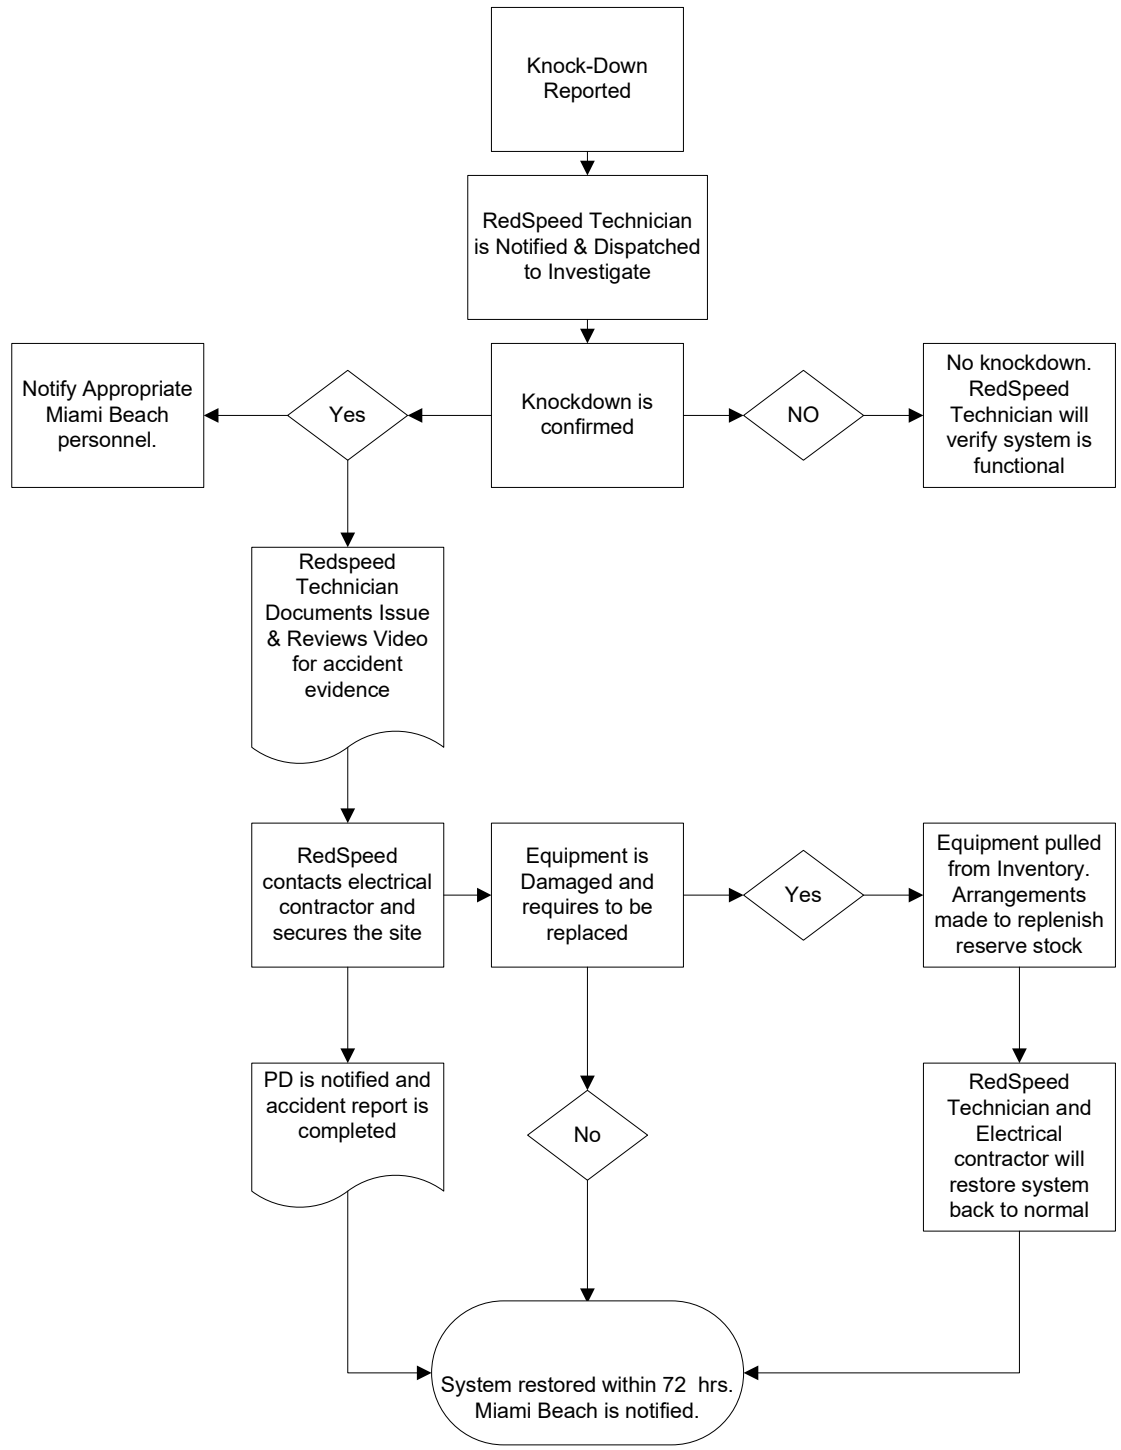 Knock-Down
Reported
RedSpeed Technician
is Notified & Dispatched
to Investigate
Notify Appropriate
Miami Beach
personnel.
Yes
Knockdown is
confirmed
NO
No knockdown.
RedSpeed
Technician will
verify system is
functional
Redspeed
Technician
Documents Issue
& Reviews Video
for accident
evidence
RedSpeed
contacts electrical
contractor and
secures the site
Equipment is
Damaged and
requires to be
replaced
Yes
Equipment pulled
from Inventory.
Arrangements
made to replenish
reserve stock
PD is notified and
accident report is
completed
No
RedSpeed
Technician and
Electrical
contractor will
restore system
back to normal
System restored within 72  hrs.
Miami Beach is notified.